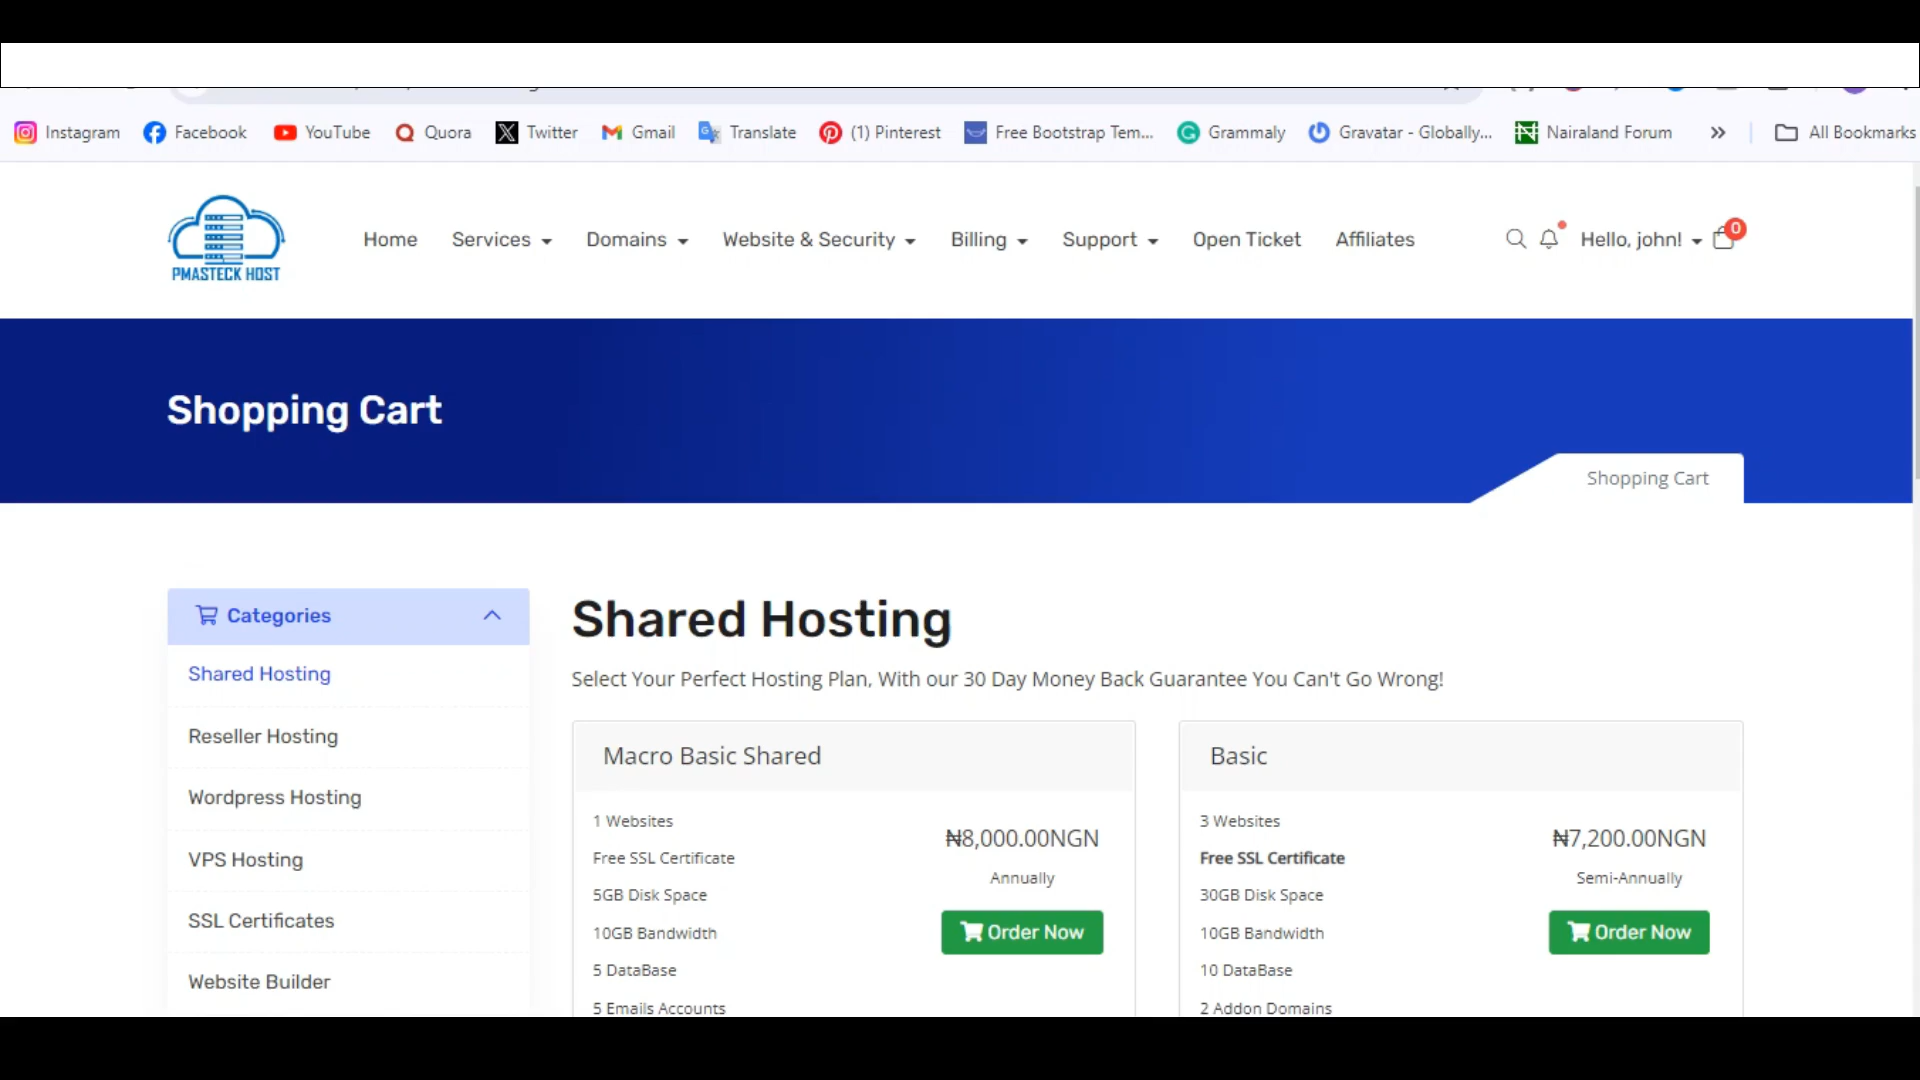 Instagram Facebook YouTube Quora Twitter Gmail Translate (1) Pinterest Free Bootstrap Tem... Grammaly Gravatar - Globally... Nairaland Forum » All Bookmarks
PMASTECK HOST
Home Services Domains Website & Security Billing Support Open Ticket Affiliates Hello, john! 0
Shopping Cart
Shopping Cart
Categories
Shared Hosting
Reseller Hosting
Wordpress Hosting
VPS Hosting
SSL Certificates
Website Builder
Shared Hosting
Select Your Perfect Hosting Plan, With our 30 Day Money Back Guarantee You Can't Go Wrong!
Macro Basic Shared
1 Websites
Free SSL Certificate
5GB Disk Space
10GB Bandwidth
5 DataBase
5 Emails Accounts
₦8,000.00NGN
Annually
Order Now
Basic
3 Websites
Free SSL Certificate
30GB Disk Space
10GB Bandwidth
10 DataBase
2 Addon Domains
₦7,200.00NGN
Semi-Annually
Order Now